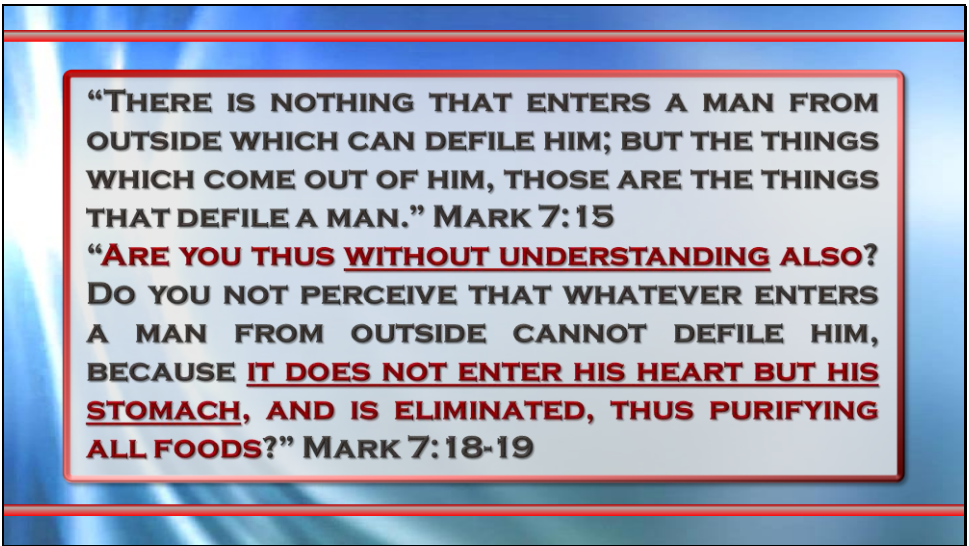 “There is nothing that enters a man from
outside which can defile him; but the things
which come out of him, those are the things
that defile a man.” Mark 7:15
“Are you thus without understanding also?
Do you not perceive that whatever enters
a man from outside cannot defile him,
because it does not enter his heart but his
stomach, and is eliminated, thus purifying
all foods?” Mark 7:18-19